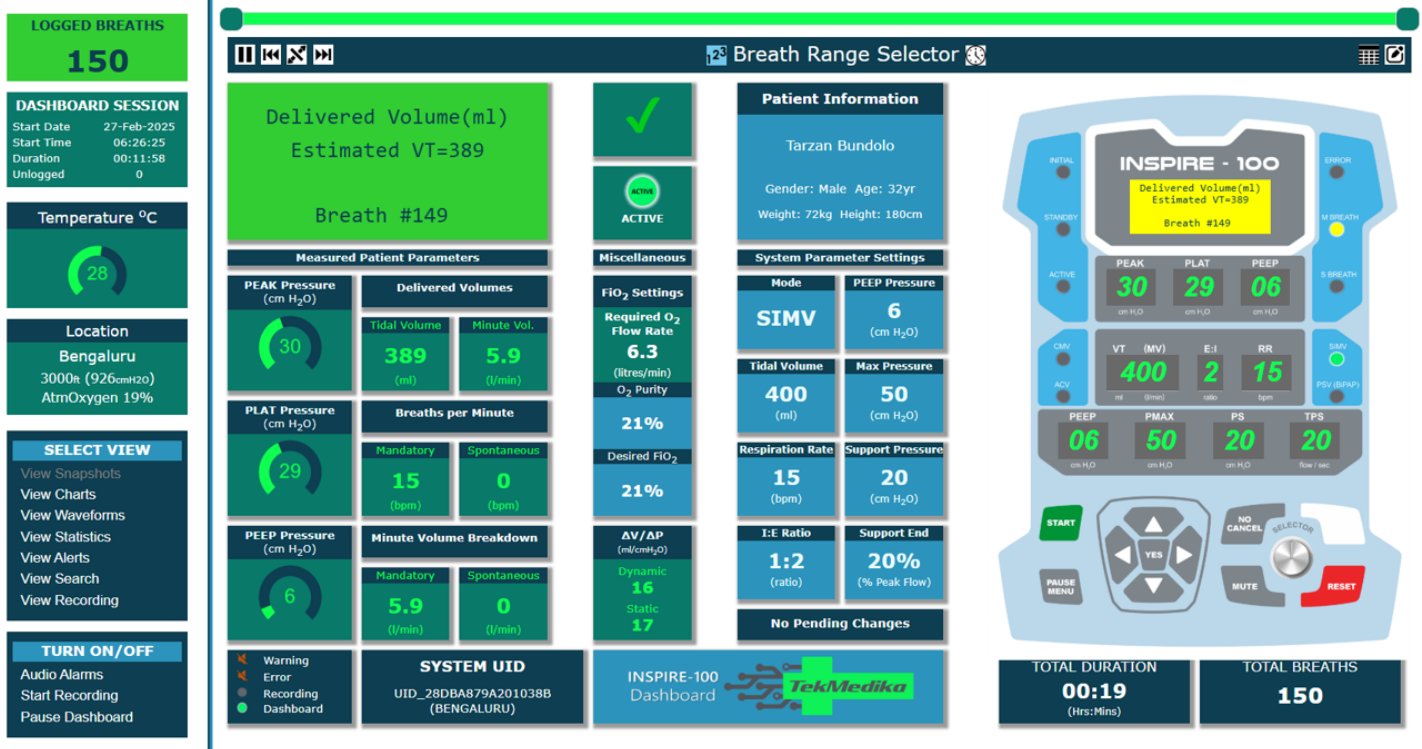 LOGGED BREATHS
150
DASHBOARD SESSION
Start Date 27-Feb-2025
Start Time 06:26:25
Duration 00:11:58
Unlogged 0
Temperature ⁰C
28
Location
Bengaluru
3000ft (926cmH2O)
AtmOxygen 19%
SELECT VIEW
View Snapshots
View Charts
View Waveforms
View Statistics
View Alerts
View Search
View Recording
TURN ON/OFF
Audio Alarms
Start Recording
Pause Dashboard
123 Breath Range Selector
Delivered Volume(ml)
Estimated VT=389
Breath #149
ACTIVE
ACTIVE
Patient Information
Tarzan
Bundolo
Gender: Male Age: 32yr
Weight: 72kg Height: 180cm
Measured Patient Parameters
PEAK Pressure
(cm H₂O)
30
Delivered Volumes
Tidal Volume
389
(ml)
Minute Vol.
5.9
(l/min)
PLAT Pressure
(cm H₂O)
29
Breaths per Minute
Mandatory
15
(bpm)
Spontaneous
0
(bpm)
PEEP Pressure
(cm H₂O)
6
Minute Volume Breakdown
Mandatory
5.9
(l/min)
Spontaneous
0
(l/min)
Miscellaneous
FiO₂ Settings
Required O₂
Flow Rate
6.3
(litres/min)
O₂ Purity
21%
Desired FiO₂
21%
ΔV/ΔP
(ml/cmH₂O)
Dynamic
16
Static
17
System Parameter Settings
Mode
SIMV
PEEP Pressure
6
(cm H₂O)
Tidal Volume
400
(ml)
Max Pressure
50
(cm H₂O)
Respiration Rate
15
(bpm)
Support Pressure
20
(cm H₂O)
I:E Ratio
1:2
(ratio)
Support End
20%
(% Peak Flow)
No Pending Changes
Warning
Error
Recording
Dashboard
SYSTEM UID
UID_28DBA879A201038B
(BENGALURU)
INSPIRE-100
Dashboard
TekMedika
INSPIRE - 100
Delivered Volume(ml)
Estimated VT=389
Breath #149
INITIAL
STANDBY
ACTIVE
ERROR
M BREATH
S BREATH
PEAK PLAT PEEP
30 29 06
cm H₂O cm H₂O cm H₂O
CMV
ACV
VT (MV) E:I RR
400 2 15
ml (l/min) ratio bpm
SIMV
PSV (BiPAP)
PEEP PMAX PS TPS
06 50 20 20
cm H₂O cm H₂O cm H₂O flow / sec
START
PAUSE
MENU
YES
NO
CANCEL
SELECTOR
MUTE
RESET
TOTAL DURATION
00:19
(Hrs:Mins)
TOTAL BREATHS
150